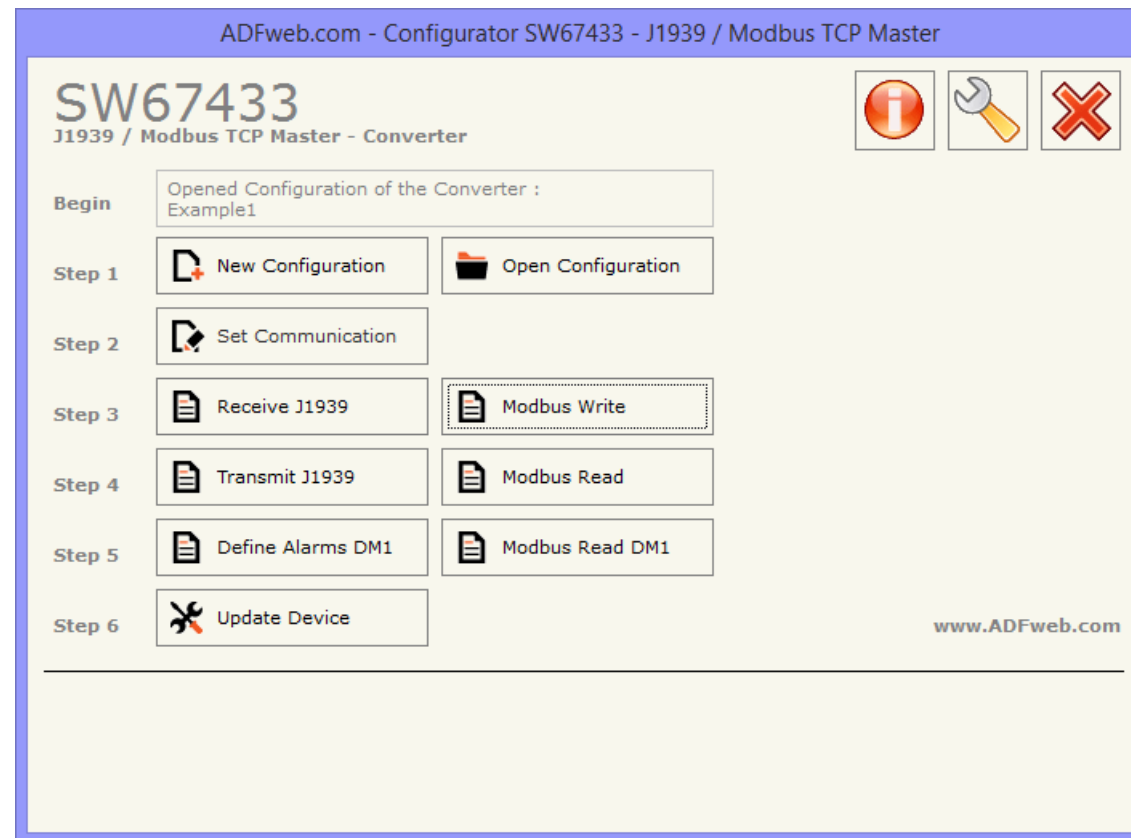 ADFweb.com - Configurator SW67433 - J1939 / Modbus TCP Master
SW67433
J1939 / Modbus TCP Master - Converter
Begin
Opened Configuration of the Converter :
Example1
Step 1
New Configuration
Open Configuration
Step 2
Set Communication
Step 3
Receive J1939
Modbus Write
Step 4
Transmit J1939
Modbus Read
Step 5
Define Alarms DM1
Modbus Read DM1
Step 6
Update Device
www.ADFweb.com